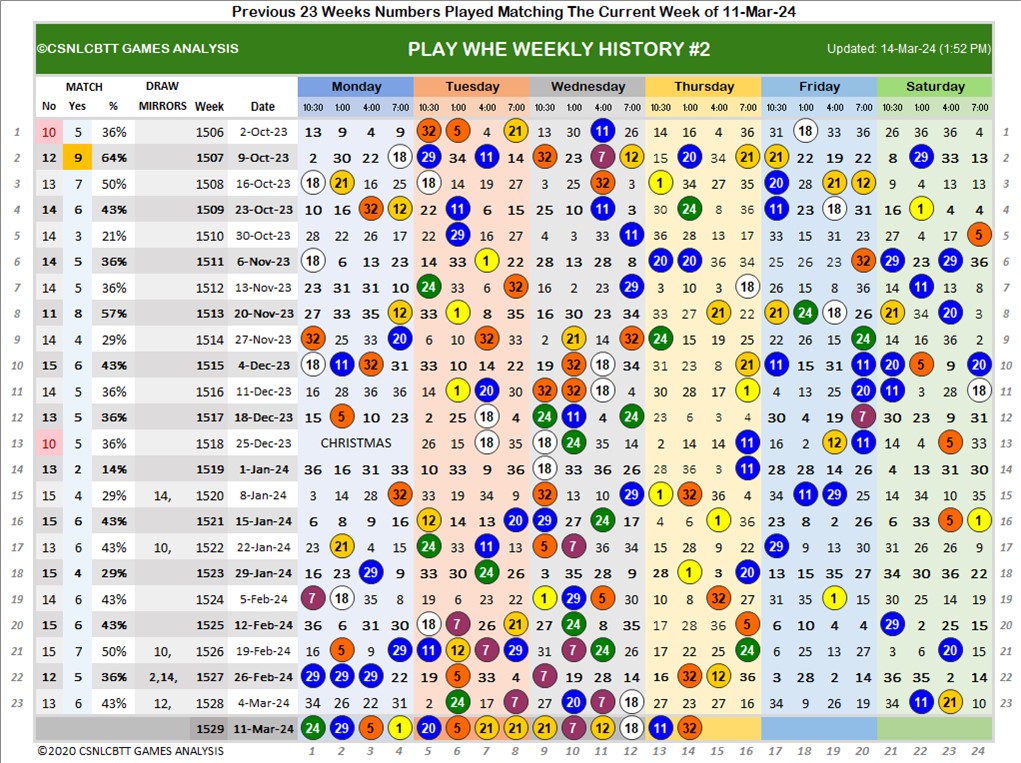 Previous 23 Weeks Numbers Played Matching The Current Week of 11-Mar-24
©CSNLCBTT GAMES ANALYSIS PLAY WHE WEEKLY HISTORY #2 Updated: 14-Mar-24 (1:52 PM)
MATCH DRAW Monday Tuesday Wednesday Thursday Friday Saturday
No Yes % MIRRORS Week Date 10:30 1:00 4:00 7:00 10:30 1:00 4:00 7:00 10:30 1:00 4:00 7:00 10:30 1:00 4:00 7:00 10:30 1:00 4:00 7:00 10:30 1:00 4:00 7:00
1 10 5 36% 1506 2-Oct-23 13 9 4 9 32 5 4 21 13 30 11 26 14 16 4 36 31 18 33 36 26 36 36 4 1
2 12 9 64% 1507 9-Oct-23 2 30 22 18 29 34 11 14 32 23 7 12 15 20 34 21 21 22 19 22 8 29 33 13 2
3 13 7 50% 1508 16-Oct-23 18 21 16 25 18 14 19 27 3 25 32 3 1 34 27 35 20 28 21 12 9 4 13 13 3
4 14 6 43% 1509 23-Oct-23 10 16 32 12 22 11 6 15 25 10 11 3 30 24 8 36 11 23 18 31 16 1 4 4 4
5 14 3 21% 1510 30-Oct-23 28 22 26 17 22 29 16 27 4 3 33 11 36 28 13 17 33 15 31 23 27 4 17 5 5
6 14 5 36% 1511 6-Nov-23 18 6 13 23 14 33 1 22 28 13 28 8 20 20 36 34 25 26 23 32 29 23 29 36 6
7 14 5 36% 1512 13-Nov-23 23 31 31 10 24 33 6 32 16 2 23 29 3 10 3 18 26 15 8 36 14 11 13 8 7
8 11 8 57% 1513 20-Nov-23 27 33 35 12 33 1 8 35 16 30 23 34 33 27 21 22 21 24 18 26 21 34 20 3 8
9 14 4 29% 1514 27-Nov-23 32 25 33 20 6 10 32 33 2 21 14 32 24 15 19 25 22 26 15 24 14 16 36 2 9
10 15 6 43% 1515 4-Dec-23 18 11 32 31 33 10 14 22 19 32 18 34 31 23 8 21 11 15 31 11 20 5 9 20 10
11 14 5 36% 1516 11-Dec-23 16 28 36 36 14 1 20 30 32 32 18 4 30 28 17 1 4 13 25 20 11 3 28 18 11
12 13 5 36% 1517 18-Dec-23 15 5 10 23 2 25 18 4 24 11 4 24 23 6 3 4 30 4 19 7 30 23 9 31 12
13 10 5 36% 1518 25-Dec-23 CHRISTMAS 26 15 18 35 18 24 35 14 2 14 14 11 16 2 12 11 14 4 5 33 13
14 13 2 14% 1519 1-Jan-24 36 16 31 33 10 33 9 36 18 33 36 26 28 36 3 11 28 28 14 26 4 13 31 30 14
15 15 4 29% 14, 1520 8-Jan-24 3 14 28 32 33 19 34 9 32 13 10 29 1 32 15 4 34 11 29 25 14 34 10 35 15
16 15 6 43% 1521 15-Jan-24 6 8 9 16 12 14 13 20 29 27 24 17 4 6 1 36 23 8 2 26 6 33 5 1 16
17 13 6 43% 10, 1522 22-Jan-24 23 21 4 15 24 33 11 13 5 7 36 34 15 28 9 22 29 9 13 30 31 26 26 9 17
18 15 4 29% 1523 29-Jan-24 16 23 29 9 33 30 24 26 3 35 28 9 28 1 3 20 13 15 35 27 34 30 36 22 18
19 14 6 43% 1524 5-Feb-24 7 18 35 8 19 6 23 22 1 29 5 30 10 8 32 27 31 35 1 15 30 25 14 19 19
20 15 6 43% 1525 12-Feb-24 36 6 31 30 18 7 26 21 27 24 8 35 17 28 36 5 6 10 4 4 29 2 25 15 20
21 15 7 50% 10, 1526 19-Feb-24 16 5 9 29 11 12 7 29 31 7 24 26 14 22 25 24 6 25 13 27 3 6 20 15 21
22 12 5 36% 2,14, 1527 26-Feb-24 29 29 29 22 19 5 33 4 7 19 28 14 16 32 12 36 3 28 2 14 36 35 2 14 22
23 13 6 43% 12, 1528 4-Mar-24 34 26 22 31 2 24 17 7 23 20 7 18 27 23 27 16 34 9 26 19 34 11 21 10 23
1529 11-Mar-24 24 29 5 1 20 5 21 21 21 7 12 18 11 32
©2020 CSNLCBTT GAMES ANALYSIS 1 2 3 4 5 6 7 8 9 10 11 12 13 14 15 16 17 18 19 20 21 22 23 24